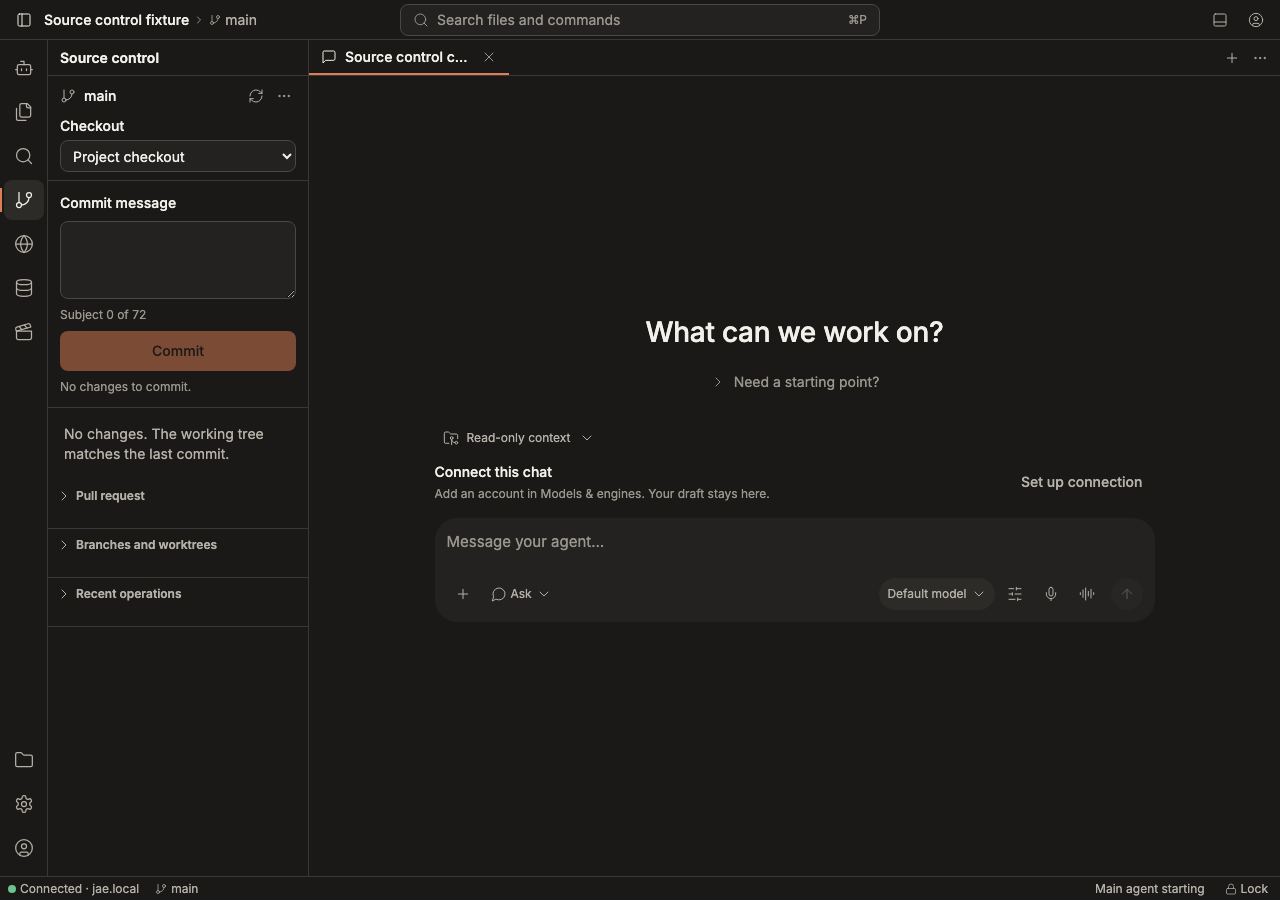 Source control fixture
main
Search files and commands
⌘P
Source control
Source control c...
main
Checkout
Project checkout
Commit message
Subject 0 of 72
Commit
No changes to commit.
No changes. The working tree
matches the last commit.
Pull request
Branches and worktrees
Recent operations
What can we work on?
Need a starting point?
Read-only context
Connect this chat
Add an account in Models & engines. Your draft stays here.
Set up connection
Message your agent...
Ask
Default model
Connected · jae.local
main
Main agent starting
Lock